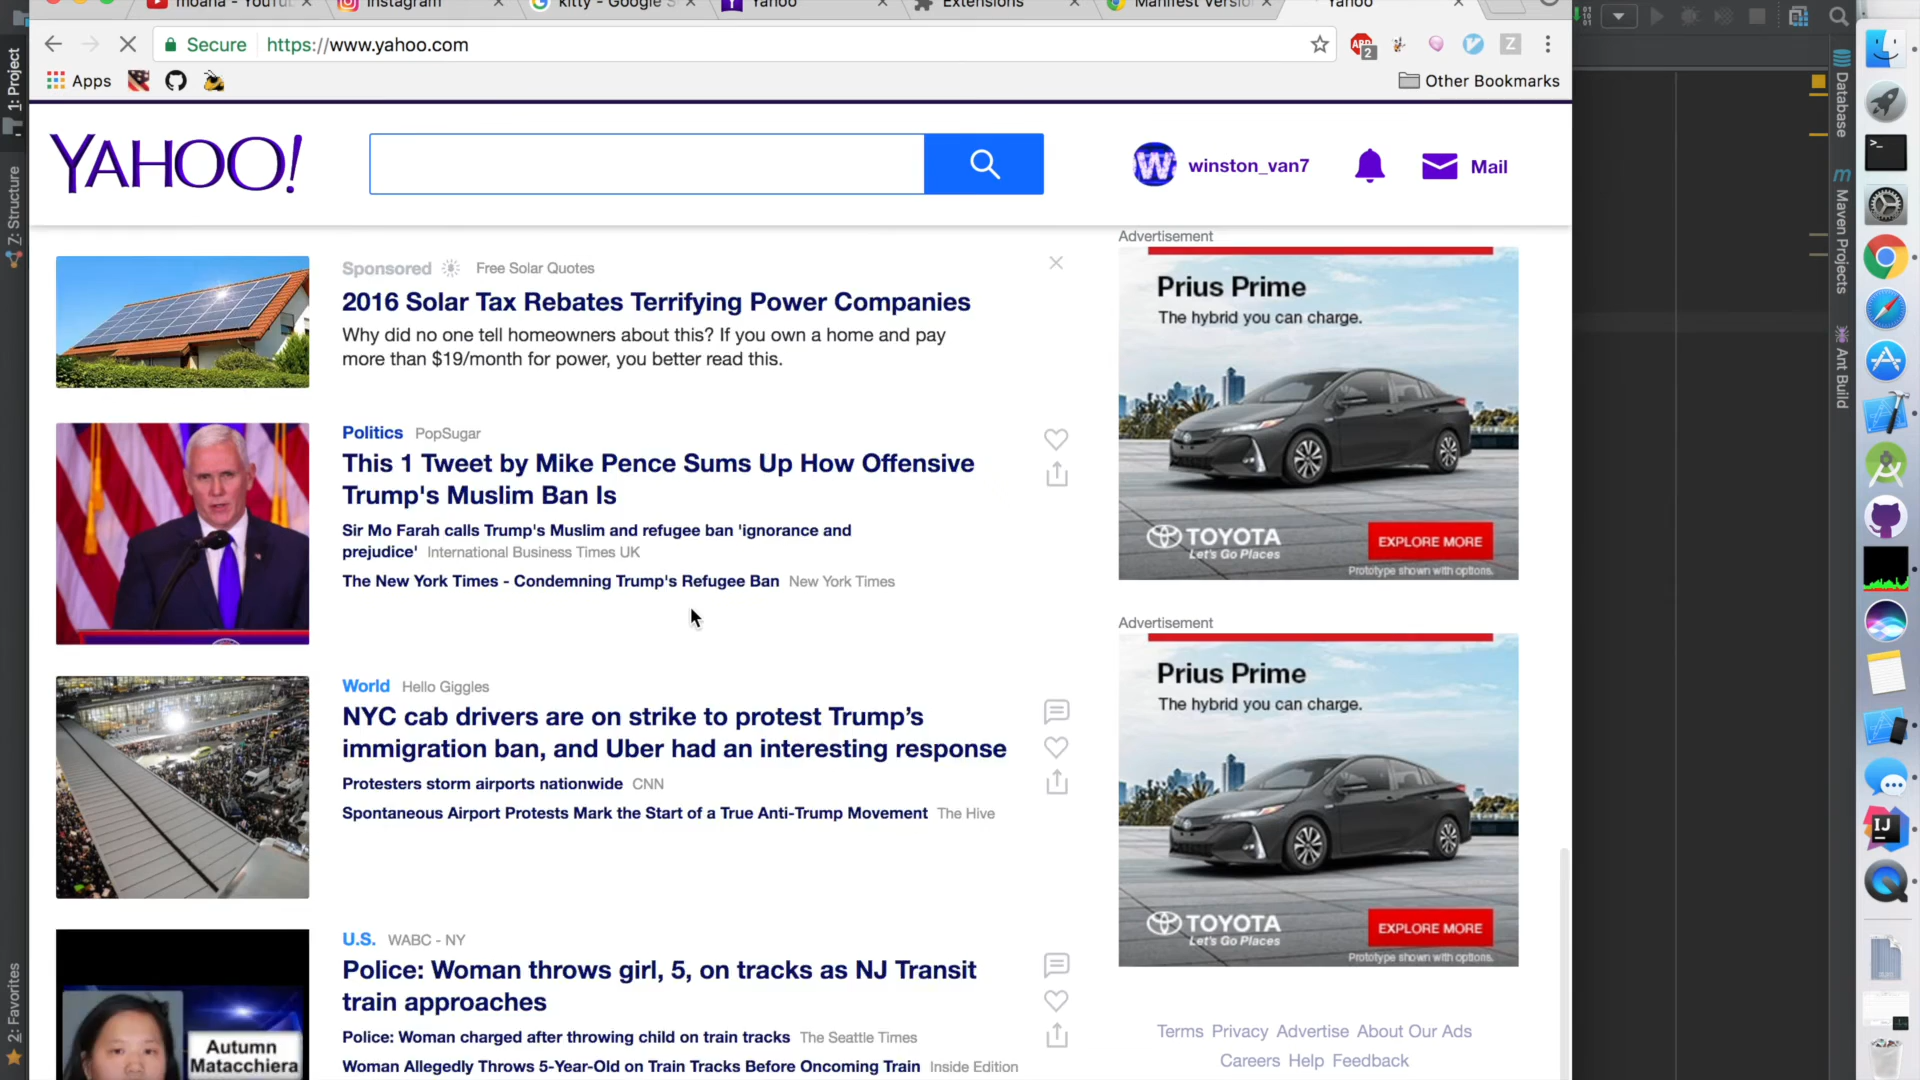 moana - YouTub
Instagram
kitty - Google S
Yahoo
Extensions
Manifest Versio
Yahoo
Secure
https://www.yahoo.com
ABP
2
Z
Apps
Other Bookmarks
YAHOO!
W
winston_van7
Mail
Sponsored
Free Solar Quotes
2016 Solar Tax Rebates Terrifying Power Companies
Why did no one tell homeowners about this? If you own a home and pay
more than $19/month for power, you better read this.
Politics PopSugar
This 1 Tweet by Mike Pence Sums Up How Offensive
Trump's Muslim Ban Is
Sir Mo Farah calls Trump's Muslim and refugee ban 'ignorance and
prejudice' International Business Times UK
The New York Times - Condemning Trump's Refugee Ban New York Times
World Hello Giggles
NYC cab drivers are on strike to protest Trump’s
immigration ban, and Uber had an interesting response
Protesters storm airports nationwide CNN
Spontaneous Airport Protests Mark the Start of a True Anti-Trump Movement The Hive
U.S. WABC - NY
Police: Woman throws girl, 5, on tracks as NJ Transit
train approaches
Police: Woman charged after throwing child on train tracks The Seattle Times
Woman Allegedly Throws 5-Year-Old on Train Tracks Before Oncoming Train Inside Edition
Autumn
Matacchiera
Advertisement
Prius Prime
The hybrid you can charge.
TOYOTA
Let's Go Places
EXPLORE MORE
Prototype shown with options.
Advertisement
Prius Prime
The hybrid you can charge.
TOYOTA
Let's Go Places
EXPLORE MORE
Prototype shown with options.
Terms Privacy Advertise About Our Ads
Careers Help Feedback
1: Project
Z: Structure
2: Favorites
Database
m
Maven Projects
Ant Build
>_
IJ